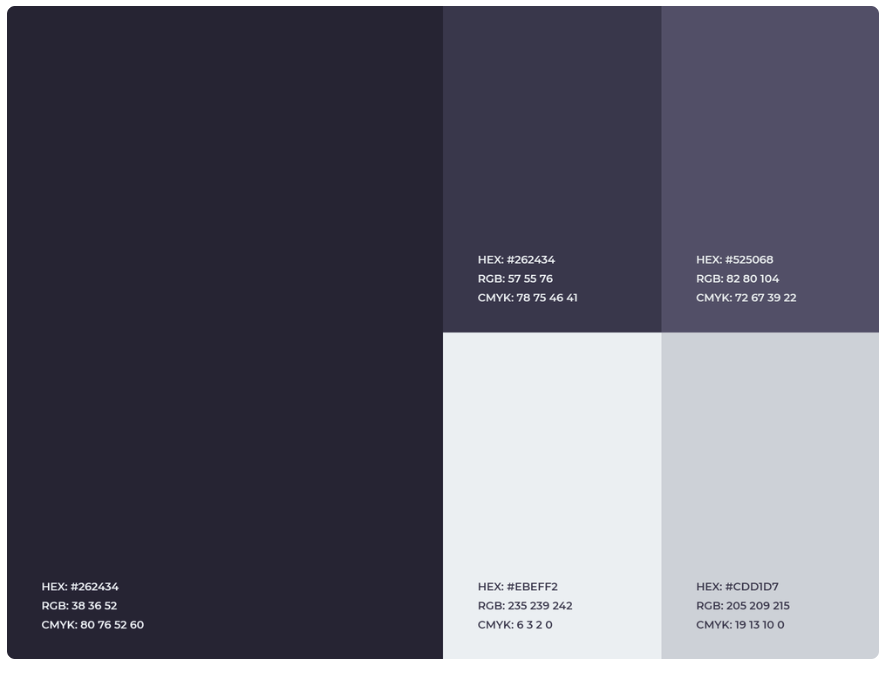 HEX: #262434
RGB: 57 55 76
CMYK: 78 75 46 41
HEX: #525068
RGB: 82 80 104
CMYK: 72 67 39 22
HEX: #262434
RGB: 38 36 52
CMYK: 80 76 52 60
HEX: #EBEFF2
RGB: 235 239 242
CMYK: 6 3 2 0
HEX: #CDD1D7
RGB: 205 209 215
CMYK: 19 13 10 0